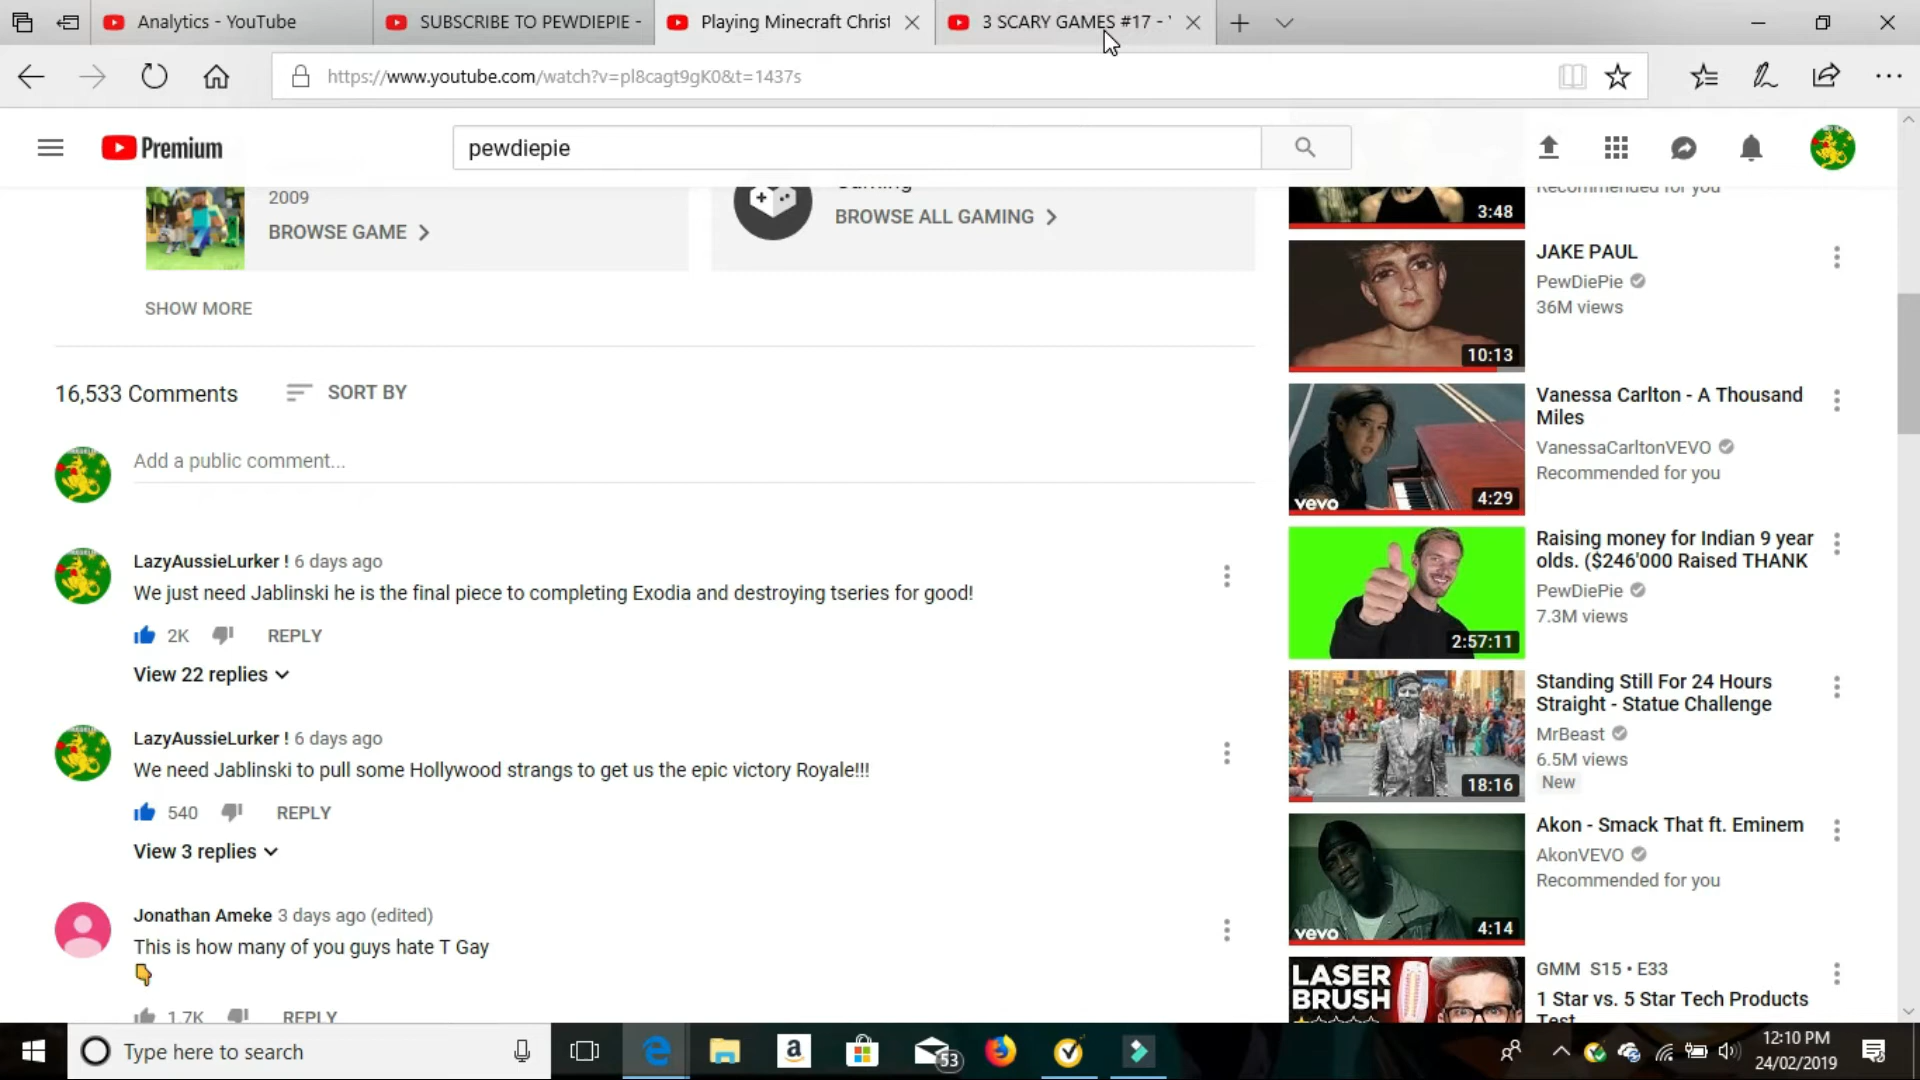 Analytics - YouTube
SUBSCRIBE TO PEWDIEPIE -
Playing Minecraft Christ
3 SCARY GAMES #17 - Y
https://www.youtube.com/watch?v=pl8cagt9gK0&t=1437s
Premium
pewdiepie
2009
BROWSE GAME
Gaming
BROWSE ALL GAMING
SHOW MORE
16,533 Comments
SORT BY
Add a public comment...
LazyAussieLurker ! 6 days ago
We just need Jablinski he is the final piece to completing Exodia and destroying tseries for good!
2K
REPLY
View 22 replies
LazyAussieLurker ! 6 days ago
We need Jablinski to pull some Hollywood strangs to get us the epic victory Royale!!!
540
REPLY
View 3 replies
Jonathan Ameke 3 days ago (edited)
This is how many of you guys hate T Gay
👇
1.7K
REPLY
Recommended for you
3:48
JAKE PAUL
PewDiePie
36M views
10:13
Vanessa Carlton - A Thousand
Miles
VanessaCarltonVEVO
Recommended for you
vevo
4:29
Raising money for Indian 9 year
olds. ($246'000 Raised THANK
PewDiePie
7.3M views
2:57:11
Standing Still For 24 Hours
Straight - Statue Challenge
MrBeast
6.5M views
New
18:16
Akon - Smack That ft. Eminem
AkonVEVO
Recommended for you
vevo
4:14
LASER
BRUSH
GMM S15 • E33
1 Star vs. 5 Star Tech Products
Test
Type here to search
a
53
12:10 PM
24/02/2019